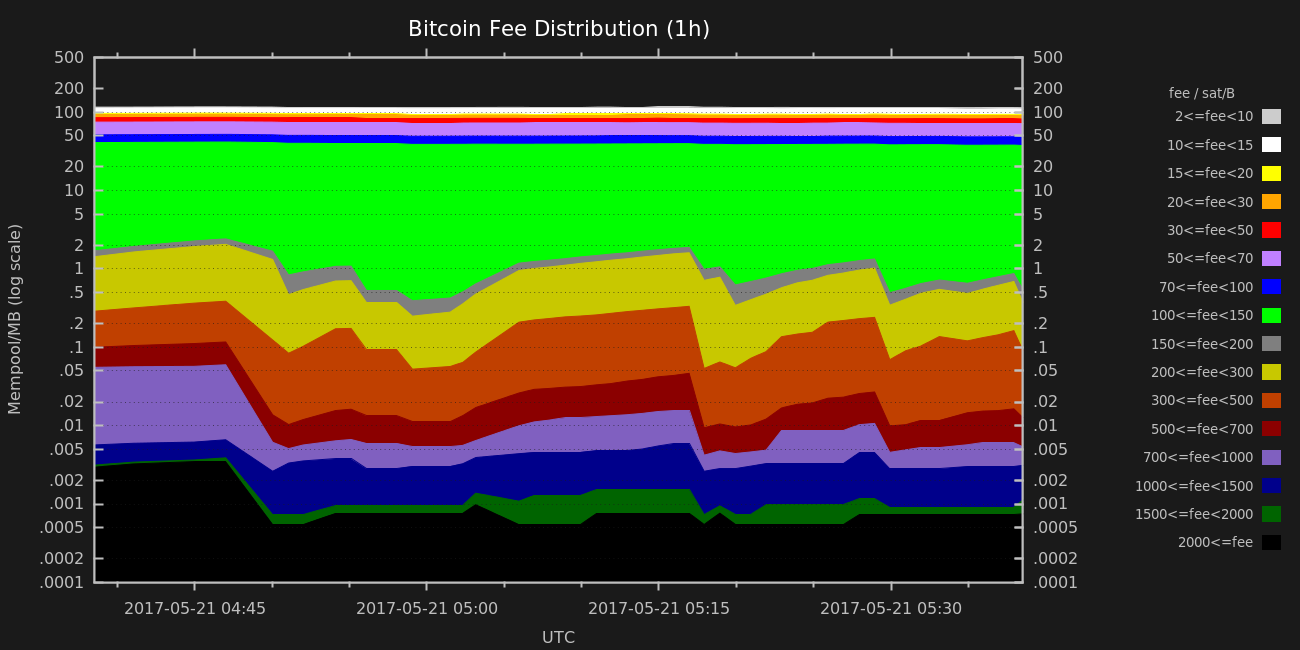 Bitcoin Fee Distribution (1h)
Mempool/MB (log scale)
500
200
100
50
20
10
5
2
1
.5
.2
.1
.05
.02
.01
.005
.002
.001
.0005
.0002
.0001
500
200
100
50
20
10
5
2
1
.5
.2
.1
.05
.02
.01
.005
.002
.001
.0005
.0002
.0001
2017-05-21 04:45
2017-05-21 05:00
2017-05-21 05:15
2017-05-21 05:30
UTC
fee / sat/B
2<=fee<10
10<=fee<15
15<=fee<20
20<=fee<30
30<=fee<50
50<=fee<70
70<=fee<100
100<=fee<150
150<=fee<200
200<=fee<300
300<=fee<500
500<=fee<700
700<=fee<1000
1000<=fee<1500
1500<=fee<2000
2000<=fee